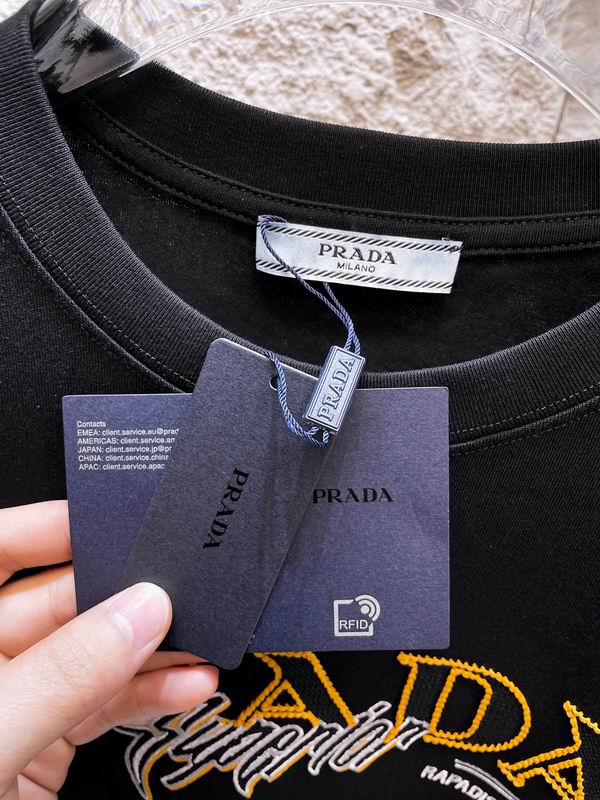 PRADA
MILANO
PRADA
Contacts
EMEA: client.service.eu@prad
AMERICAS: client.service.am
JAPAN: client.service.jp@pr
CHINA: client.service.chin
APAC: client.service.apac
PRADA
PRADA
RFID
PRADA